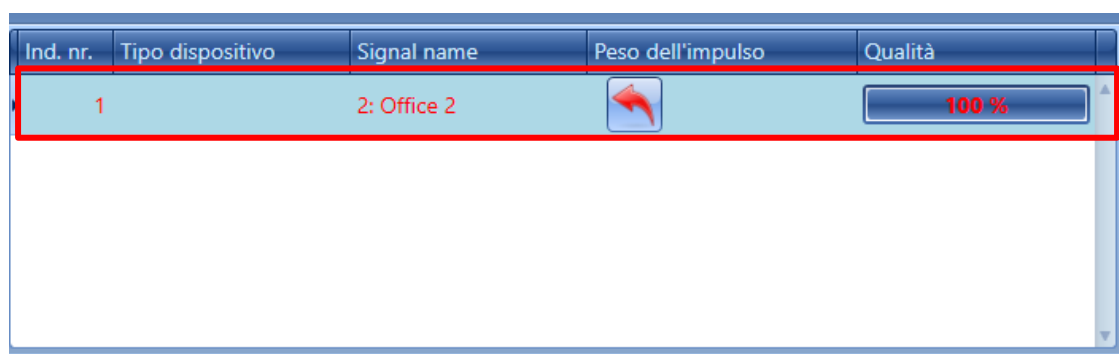 Ind. nr. Tipo dispositivo Signal name Peso dell'impulso Qualità
1 2: Office 2 100 %